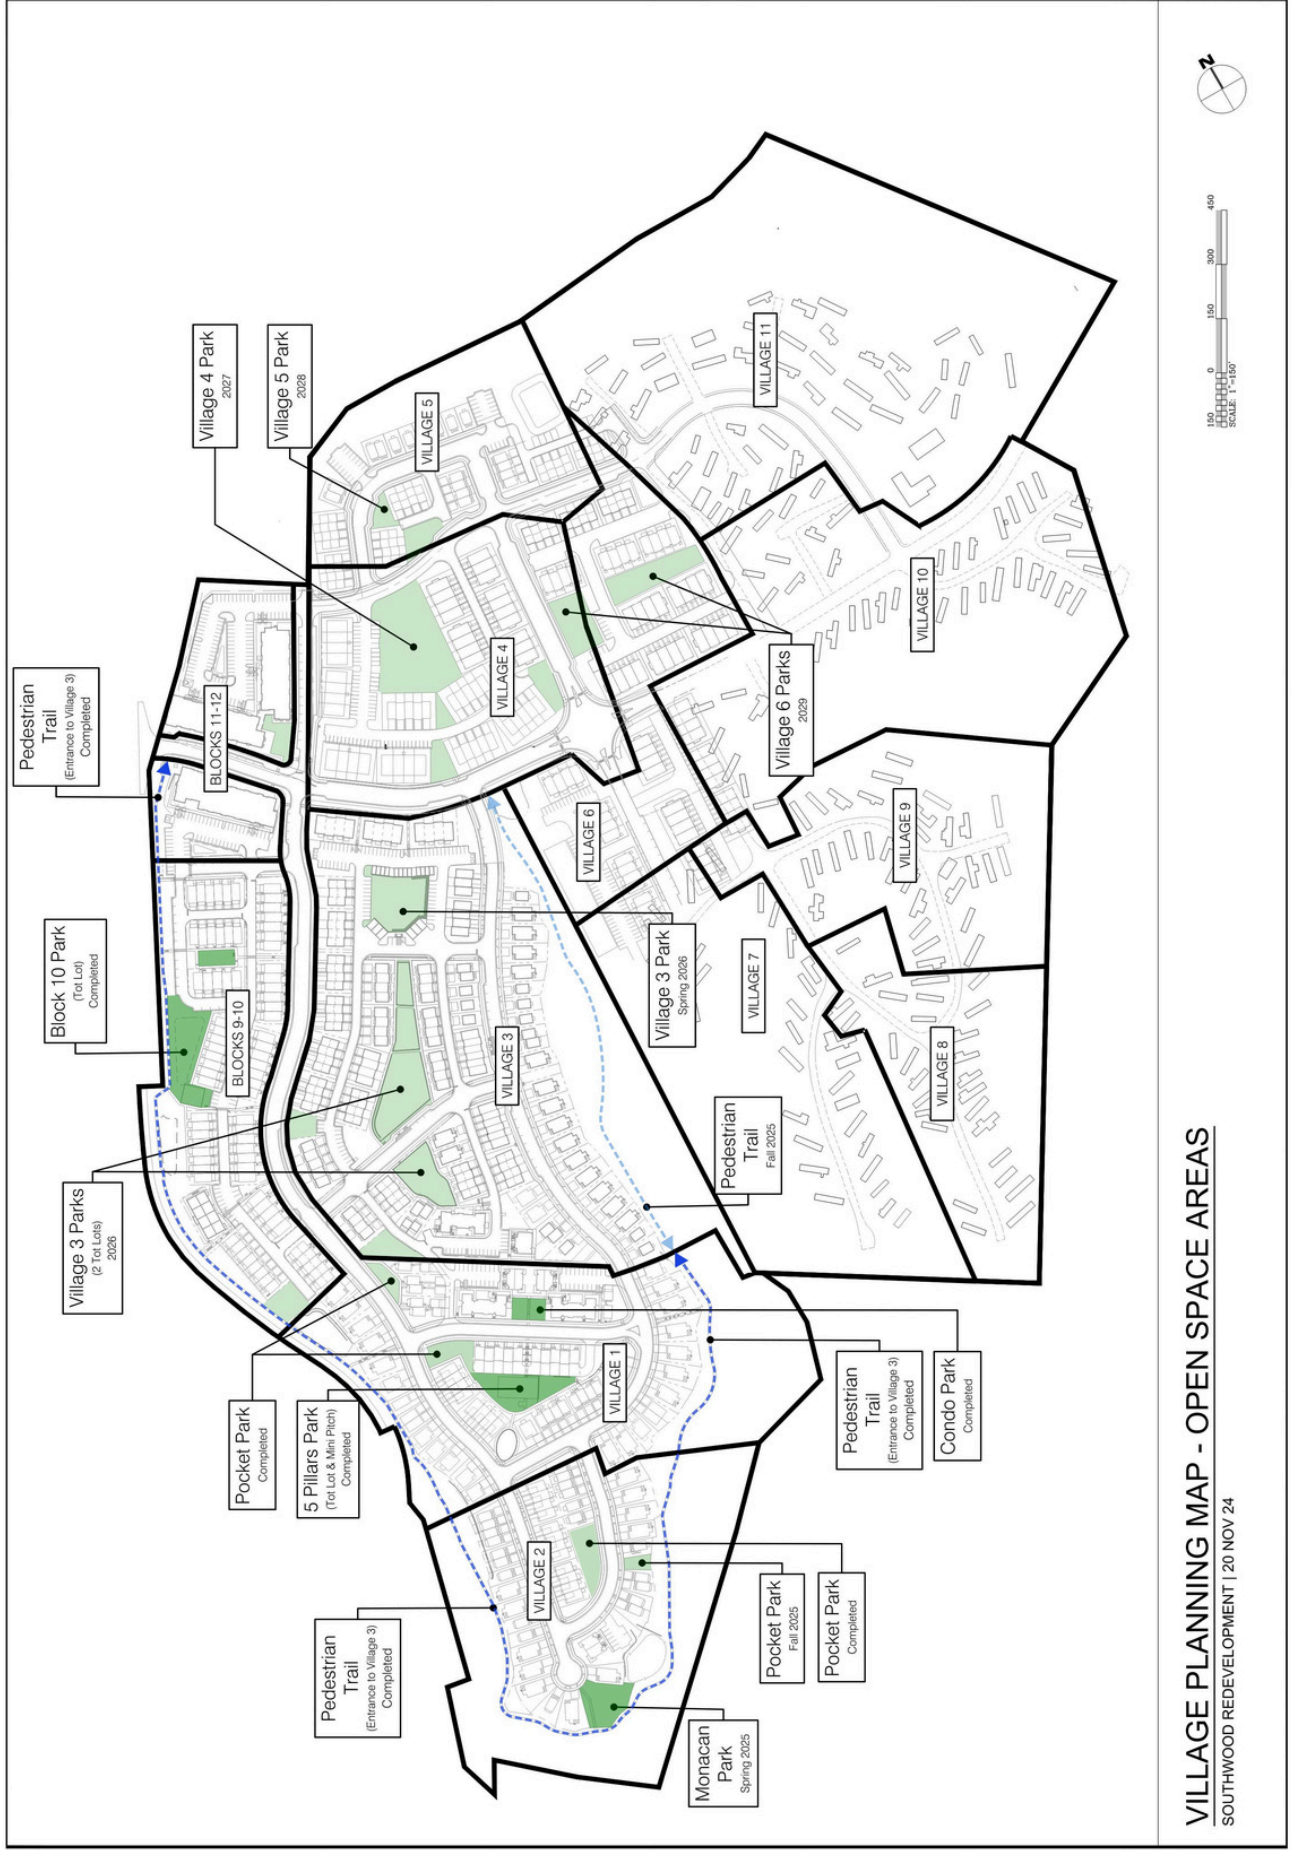 Pedestrian
Trail
(Entrance to Village 3)
Completed
Block 10 Park
(Tot Lot)
Completed
Village 3 Parks
(2 Tot Lots)
2026
Village 4 Park
2027
Village 5 Park
2028
Pocket Park
Completed
5 Pillars Park
(Tot Lot & Mini Pitch)
Completed
Pedestrian
Trail
(Entrance to Village 3)
Completed
BLOCKS 11-12
BLOCKS 9-10
VILLAGE 5
VILLAGE 4
VILLAGE 3
VILLAGE 6
VILLAGE 1
VILLAGE 2
VILLAGE 11
VILLAGE 10
VILLAGE 9
VILLAGE 7
VILLAGE 8
Village 6 Parks
2029
Village 3 Park
Spring 2026
Pedestrian
Trail
Fall 2025
Pedestrian
Trail
(Entrance to Village 3)
Completed
Condo Park
Completed
Pocket Park
Fall 2025
Pocket Park
Completed
Monacan
Park
Spring 2025
VILLAGE PLANNING MAP - OPEN SPACE AREAS
SOUTHWOOD REDEVELOPMENT | 20 NOV 24
150 0 150 300 450
SCALE: 1"=150'
N